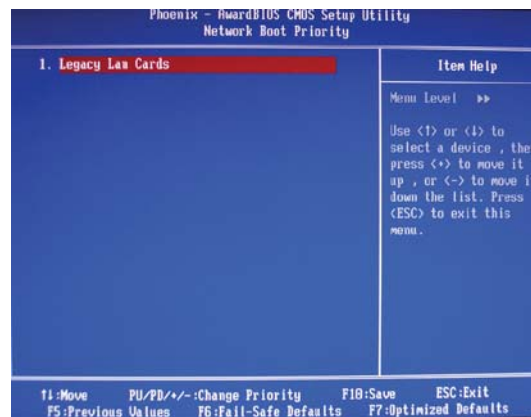 Phoenix - AwardBIOS CMOS Setup Utility
Network Boot Priority
1. Legacy Lan Cards
Item Help
Menu Level ▸▸
Use <↑> or <↓> to
select a device , the
press <+> to move it
up , or <-> to move i
down the list. Press
<ESC> to exit this
menu.
↑↓:Move PU/PD/+/-:Change Priority F10:Save ESC:Exit
F5:Previous Values F6:Fail-Safe Defaults F7:Optimized Defaults